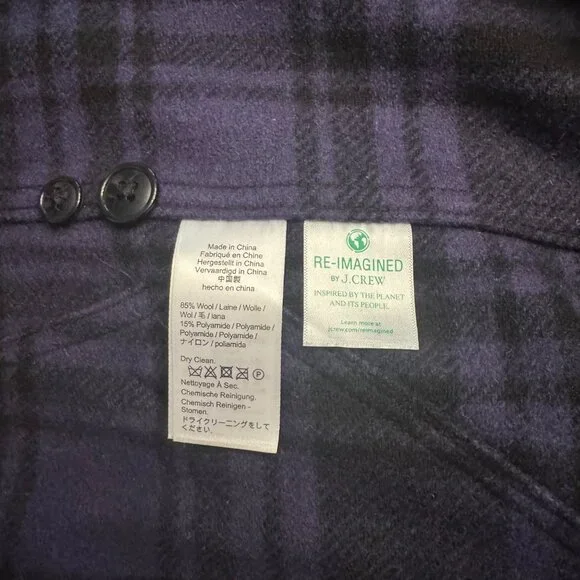 Made in China
Fabriqué en Chine
Hergestellt in China
Vervaardigd in China
中国製
hecho en china
85% Wool / Laine / Wolle /
Wol / 毛 / lana
15% Polyamide / Polyamide /
Polyamide / Polyamide /
ナイロン / poliamida
Dry Clean.
P
Nettoyage À Sec.
Chemische Reinigung.
Chemisch Reinigen -
Stomen.
ドライクリーニングをして
ください.
RE-IMAGINED
BY J.CREW
INSPIRED BY THE PLANET
AND ITS PEOPLE.
Learn more at
jcrew.com/reimagined